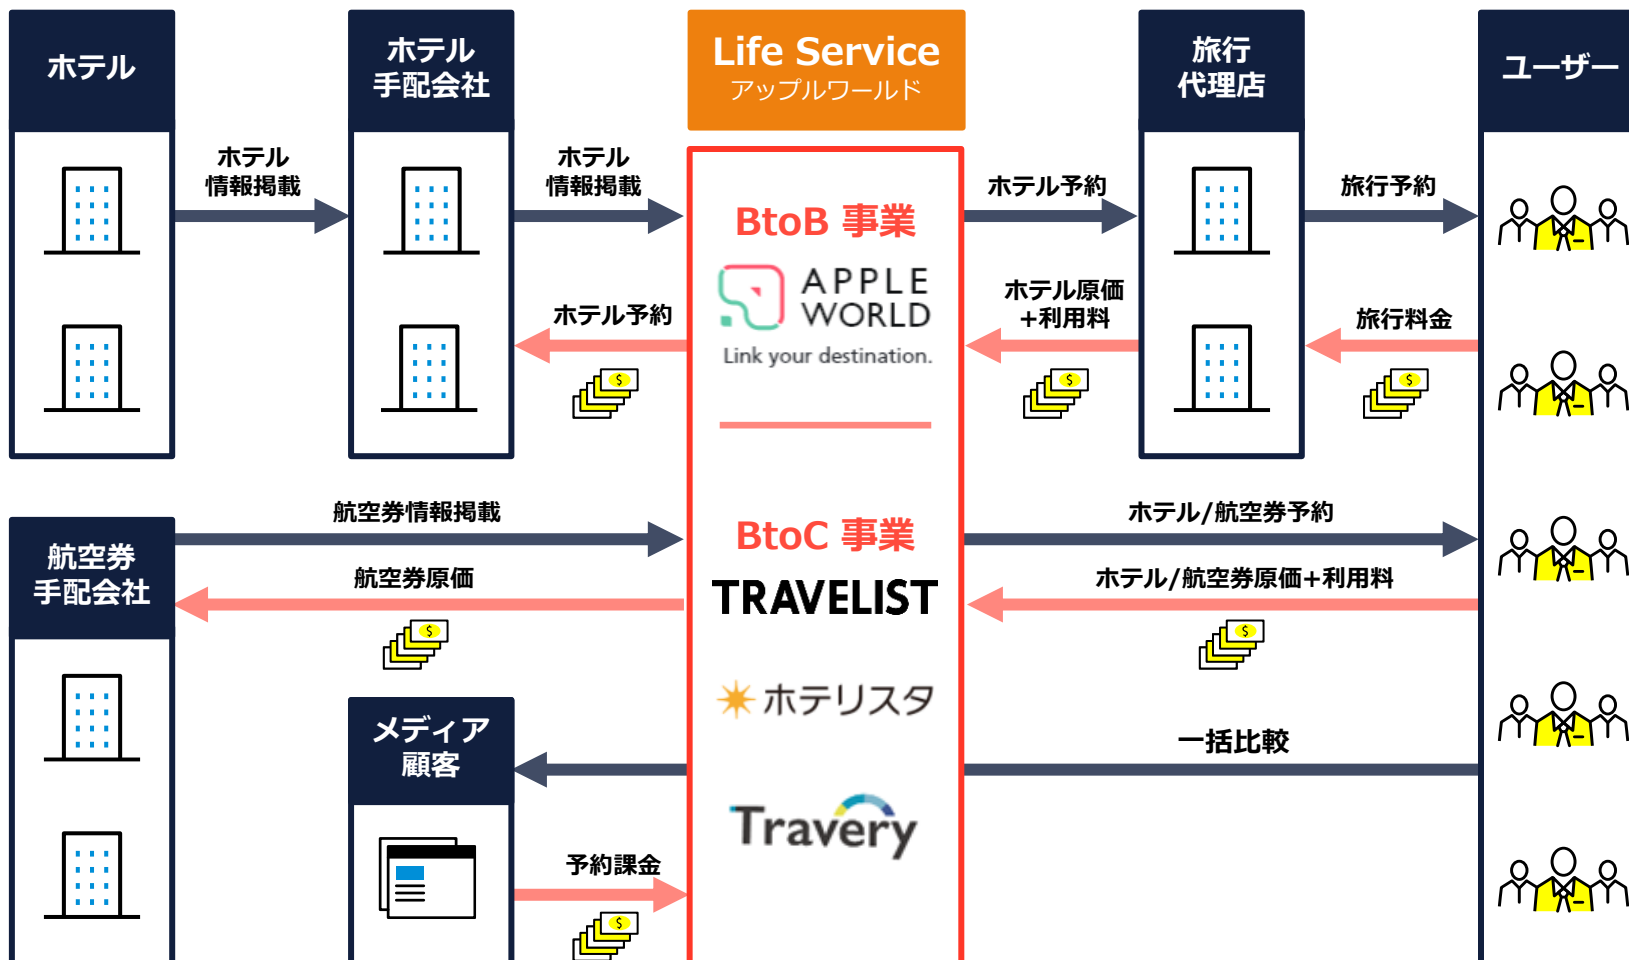 ホテル
ホテル
手配会社
Life Service
アップルワールド
旅行
代理店
ユーザー
ホテル
情報掲載
ホテル
情報掲載
ホテル予約
旅行予約
BtoB 事業
APPLE
WORLD
Link your destination.
ホテル予約
ホテル原価
+利用料
旅行料金
航空券
手配会社
航空券情報掲載
航空券原価
BtoC 事業
TRAVELIST
ホテリスタ
Travery
ホテル/航空券予約
ホテル/航空券原価+利用料
メディア
顧客
一括比較
予約課金